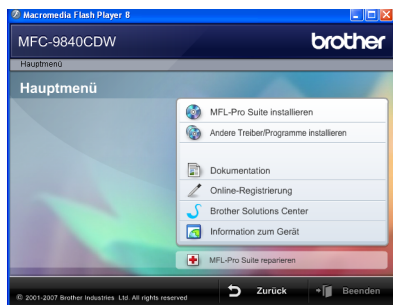 Macromedia Flash Player 8
MFC-9840CDW
brother
Hauptmenü
Hauptmenü
MFL-Pro Suite installieren
Andere Treiber/Programme installieren
Dokumentation
Online-Registrierung
Brother Solutions Center
Information zum Gerät
MFL-Pro Suite reparieren
© 2001-2007 Brother Industries Ltd. All rights reserved
Zurück
Beenden